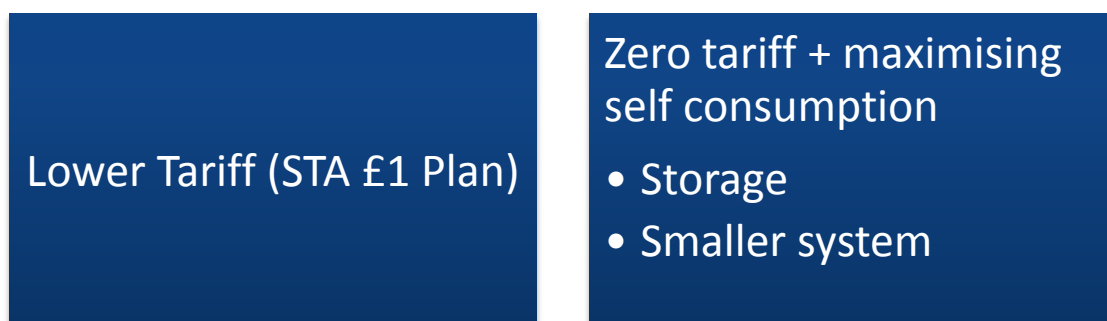 Lower Tariff (STA £1 Plan)
Zero tariff + maximising
self consumption
• Storage
• Smaller system